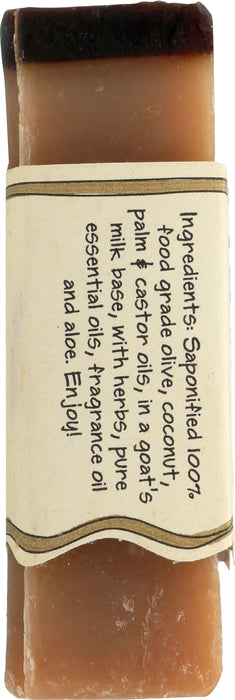 Ingredients: Saponified 100%
food grade olive, coconut,
palm & castor oils, in a goat's
milk base, with herbs, pure
essential oils, fragrance oil
and aloe. Enjoy!